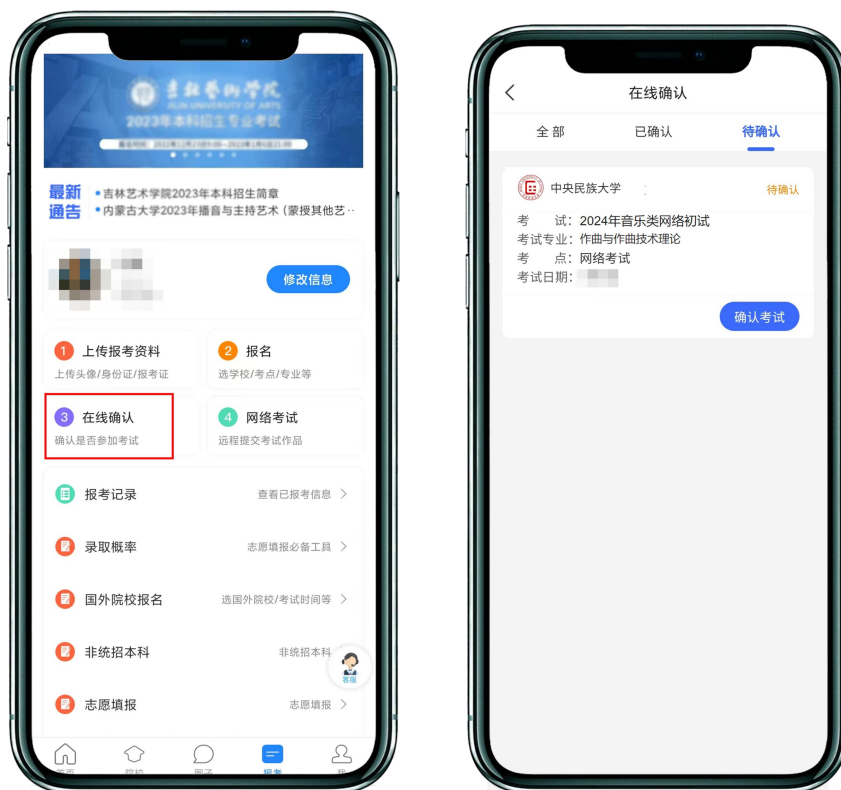 吉林藝術學院
JILIN UNIVERSITY OF ARTS
2023年本科招生专业考试
最新通告
•吉林艺术学院2023年本科招生简章
•内蒙古大学2023年播音与主持艺术（蒙授其他艺··
修改信息
1 上传报考资料
上传头像/身份证/报考证
2 报名
选学校/考点/专业等
3 在线确认
确认是否参加考试
4 网络考试
远程提交考试作品
报考记录 查看已报考信息
录取概率 志愿填报必备工具
国外院校报名 选国外院校/考试时间等
非统招本科 非统招本科
客服
志愿填报 志愿填报
首页 院校 圈子 报考 我
在线确认
全部 已确认 待确认
中央民族大学 : 待确认
考 试：2024年音乐类网络初试
考试专业：作曲与作曲技术理论
考 点：网络考试
考试日期：
确认考试